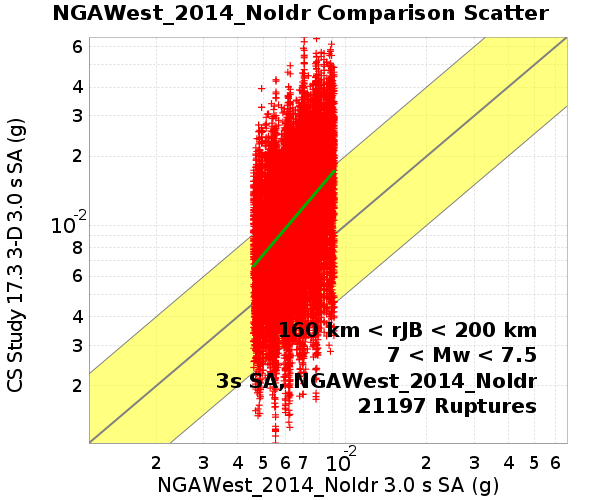 NGAWest_2014_NoIdr Comparison Scatter
CS Study 17.3 3-D 3.0 s SA (g)
6
4
3
2
10-2
8
6
4
3
2
160 km < rJB < 200 km
7 < Mw < 7.5
3s SA, NGAWest_2014_NoIdr
21197 Ruptures
2 3 4 5 6 7 10-2 2 3 4 5 6
NGAWest_2014_NoIdr 3.0 s SA (g)